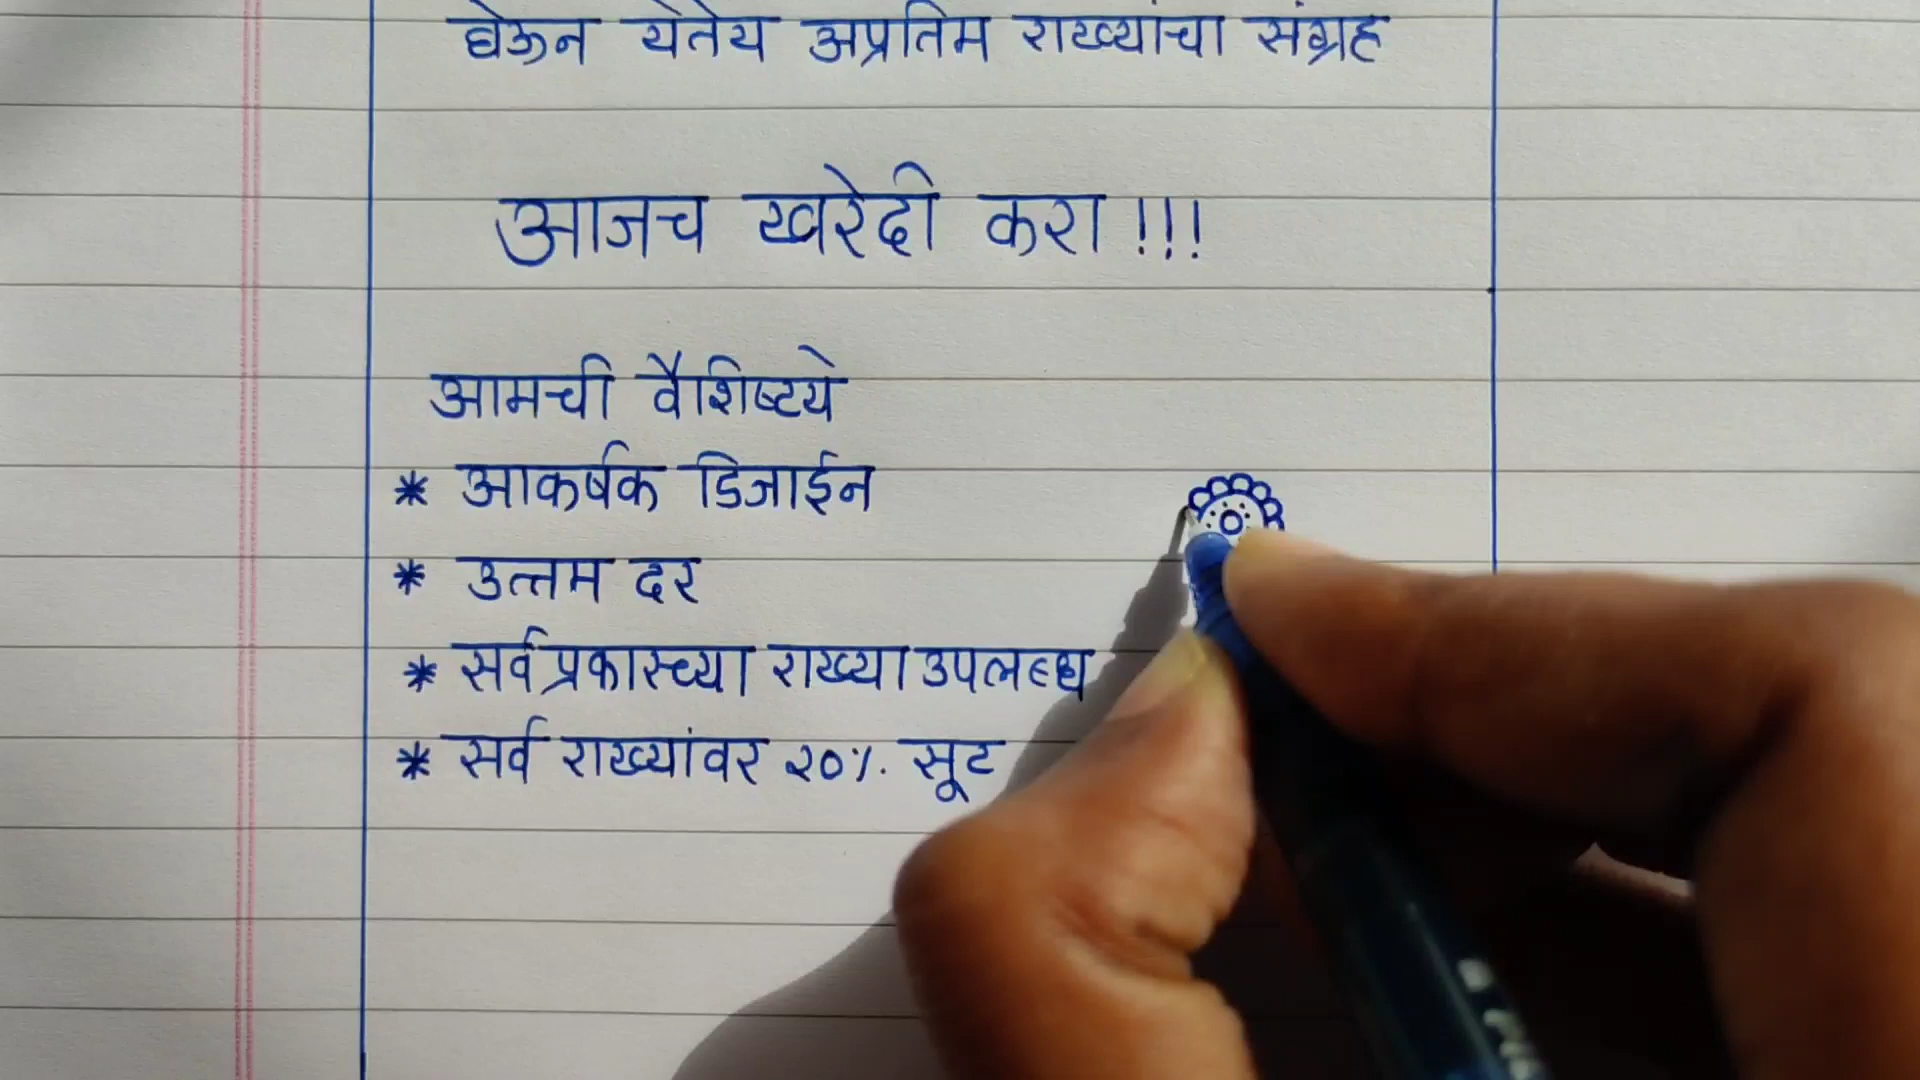 घेऊन येतेय अप्रतिम राख्यांचा संग्रह
आजच खरेदी करा !!!
आमची वैशिष्टये
* आकर्षक डिजाईन
* उत्तम दर
* सर्व प्रकारच्या राख्या उपलब्ध
* सर्व राख्यांवर २०% सूट